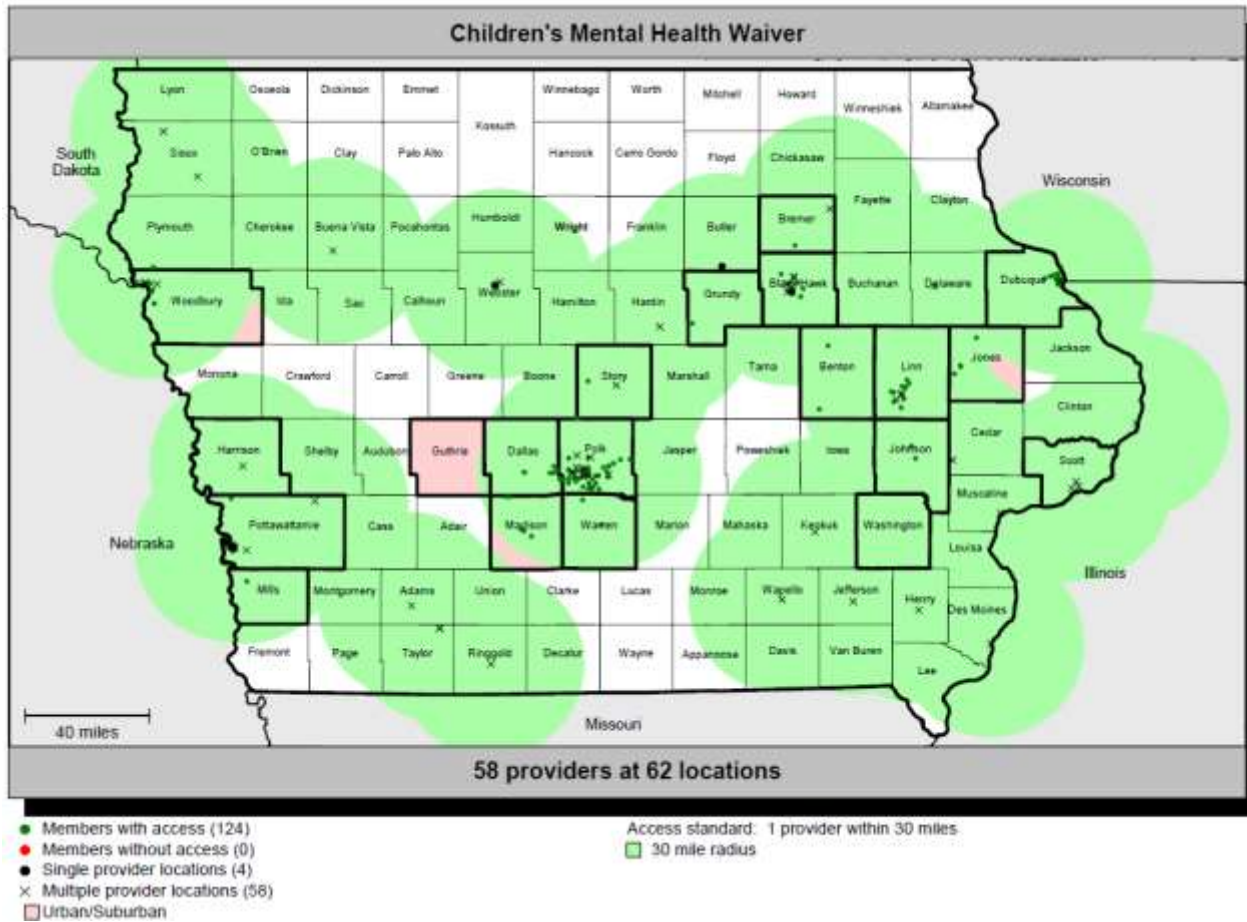 Children's Mental Health Waiver
Lyon Osceola Dickinson Emmet Winnebago Worth Mitchell Howard
Kossuth Winneshiek Allamakee
South Dakota
Sioux O'Brien Clay Palo Alto Hancock Cerro Gordo Floyd Chickasaw
Wisconsin
Plymouth Cherokee Buena Vista Pocahontas Humboldt Wright Franklin Butler Bremer Fayette Clayton
Woodbury Ida Sac Calhoun Webster Hamilton Hardin Grundy Black Hawk Buchanan Delaware Dubuque
Monona Crawford Carroll Greene Boone Story Marshall Tama Benton Linn Jones Jackson
Clinton
Harrison Shelby Audubon Guthrie Dallas Polk Jasper Poweshiek Iowa Johnson Cedar Scott
Muscatine
Nebraska
Pottawattamie Cass Adair Madison Warren Marion Mahaska Keokuk Washington
Louisa
Illinois
Mills Montgomery Adams Union Clarke Lucas Monroe Wapello Jefferson Henry Des Moines
Fremont Page Taylor Ringgold Decatur Wayne Appanoose Davis Van Buren Lee
Missouri
40 miles
58 providers at 62 locations
Members with access (124)
Members without access (0)
Single provider locations (4)
Multiple provider locations (58)
Urban/Suburban
Access standard: 1 provider within 30 miles
30 mile radius